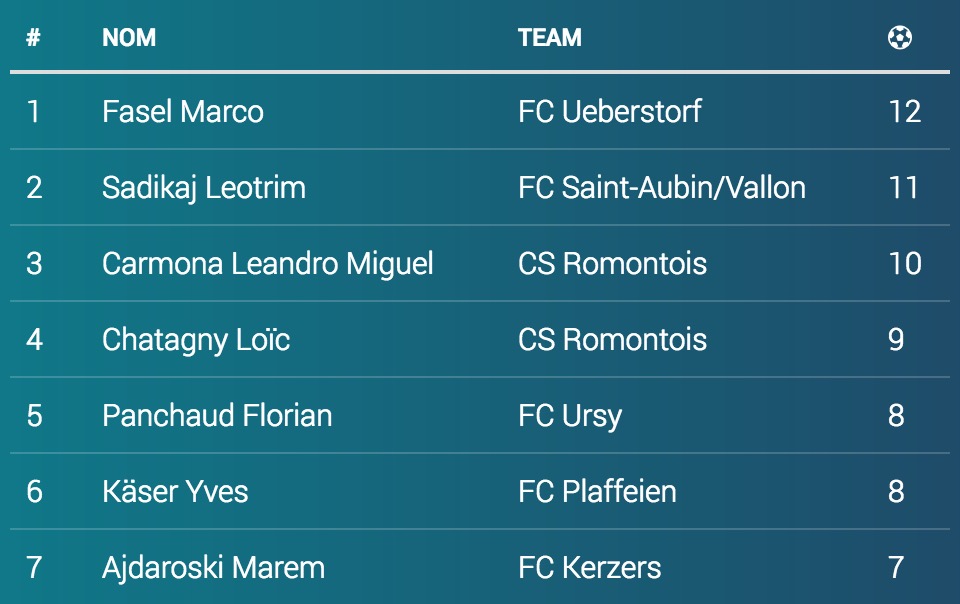 # NOM TEAM
1 Fasel Marco FC Ueberstorf 12
2 Sadikaj Leotrim FC Saint-Aubin/Vallon 11
3 Carmona Leandro Miguel CS Romontois 10
4 Chatagny Loïc CS Romontois 9
5 Panchaud Florian FC Ursy 8
6 Käser Yves FC Plaffeien 8
7 Ajdaroski Marem FC Kerzers 7